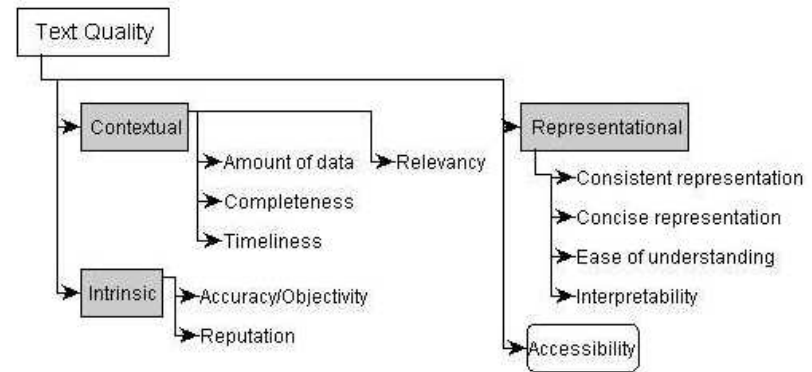 Text Quality
Contextual
Representational
Amount of data
Relevancy
Completeness
Timeliness
Consistent representation
Concise representation
Ease of understanding
Interpretability
Intrinsic
Accuracy/Objectivity
Reputation
Accessibility